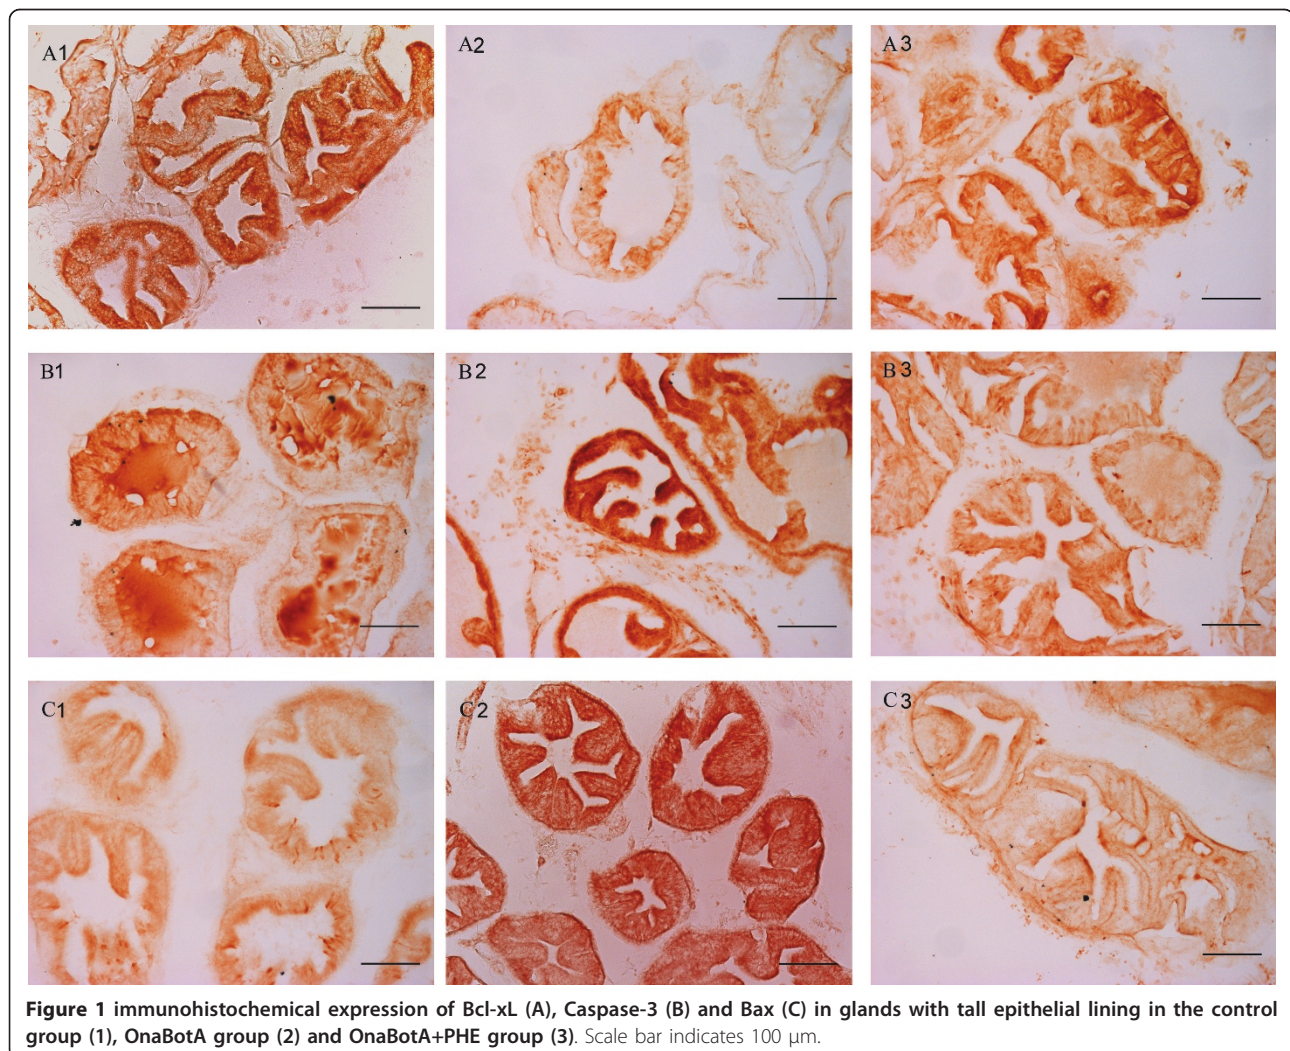 A1
A2
A3
B1
B2
B3
C1
C2
C3
Figure 1 immunohistochemical expression of Bcl-xL (A), Caspase-3 (B) and Bax (C) in glands with tall epithelial lining in the control
group (1), OnaBotA group (2) and OnaBotA+PHE group (3). Scale bar indicates 100 μm.